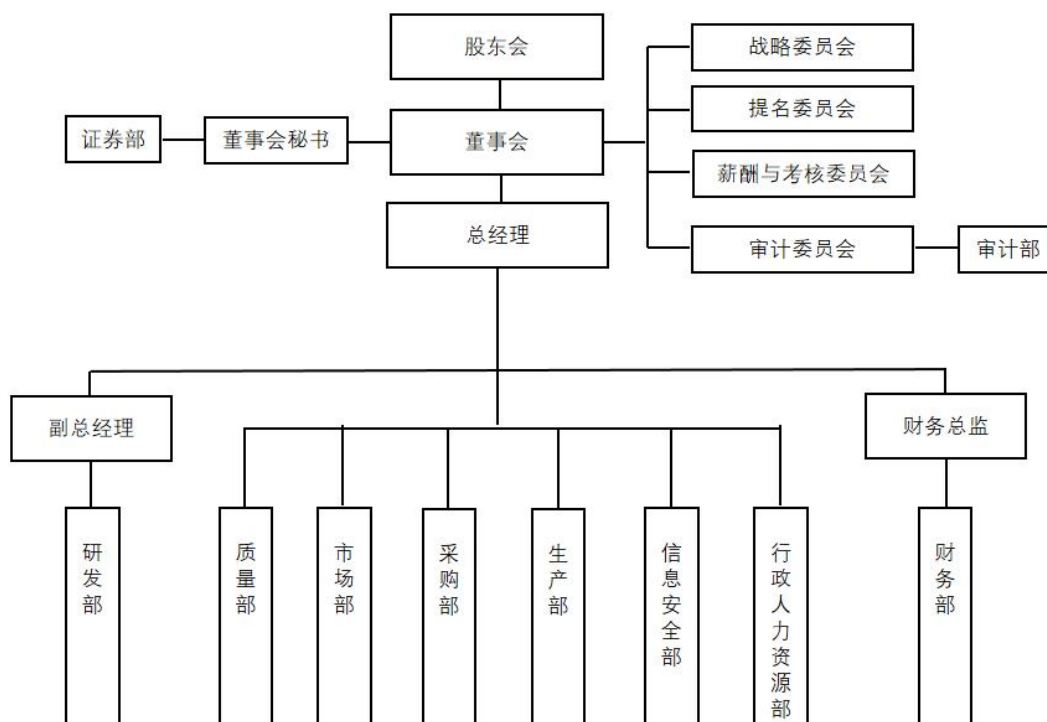 股东会
战略委员会
提名委员会
证券部
董事会秘书
董事会
薪酬与考核委员会
总经理
审计委员会
审计部
副总经理
财务总监
研发部
质量部
市场部
采购部
生产部
信息安全部
行政人力资源部
财务部